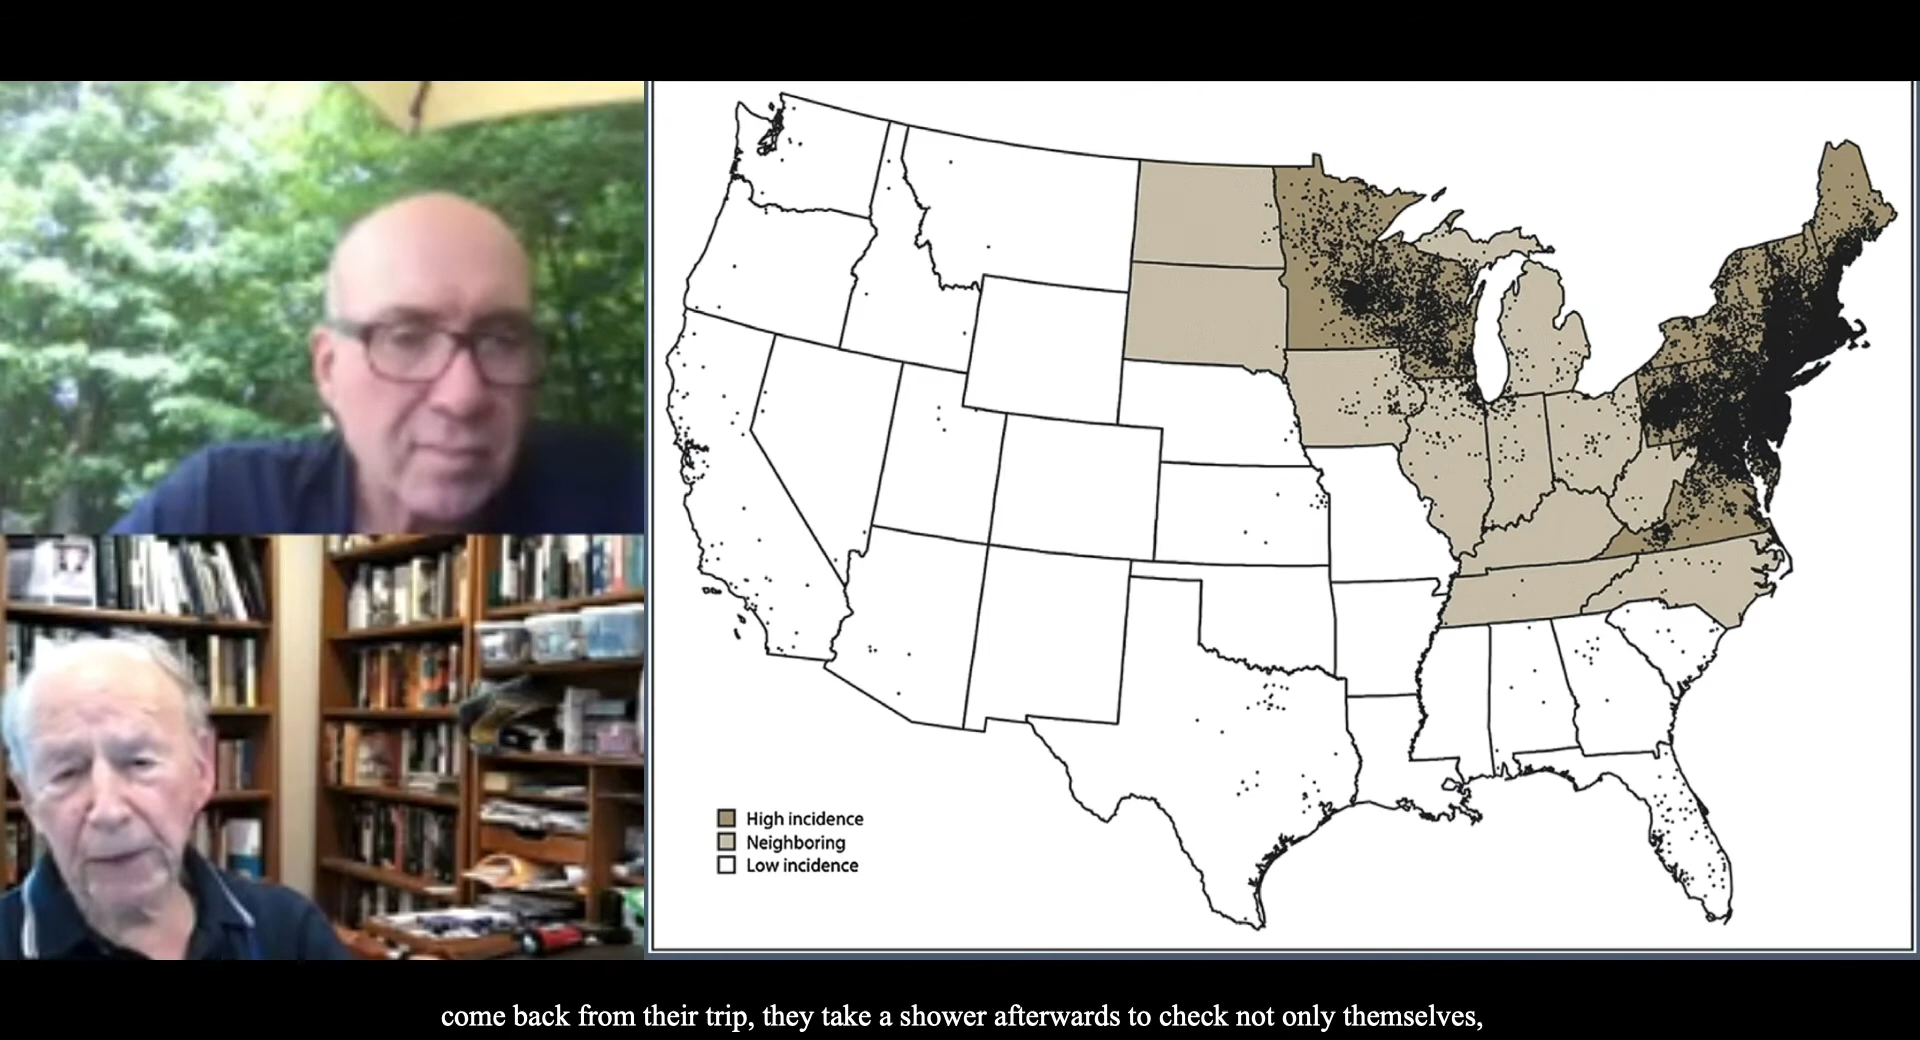 High incidence
Neighboring
Low incidence
come back from their trip, they take a shower afterwards to check not only themselves,